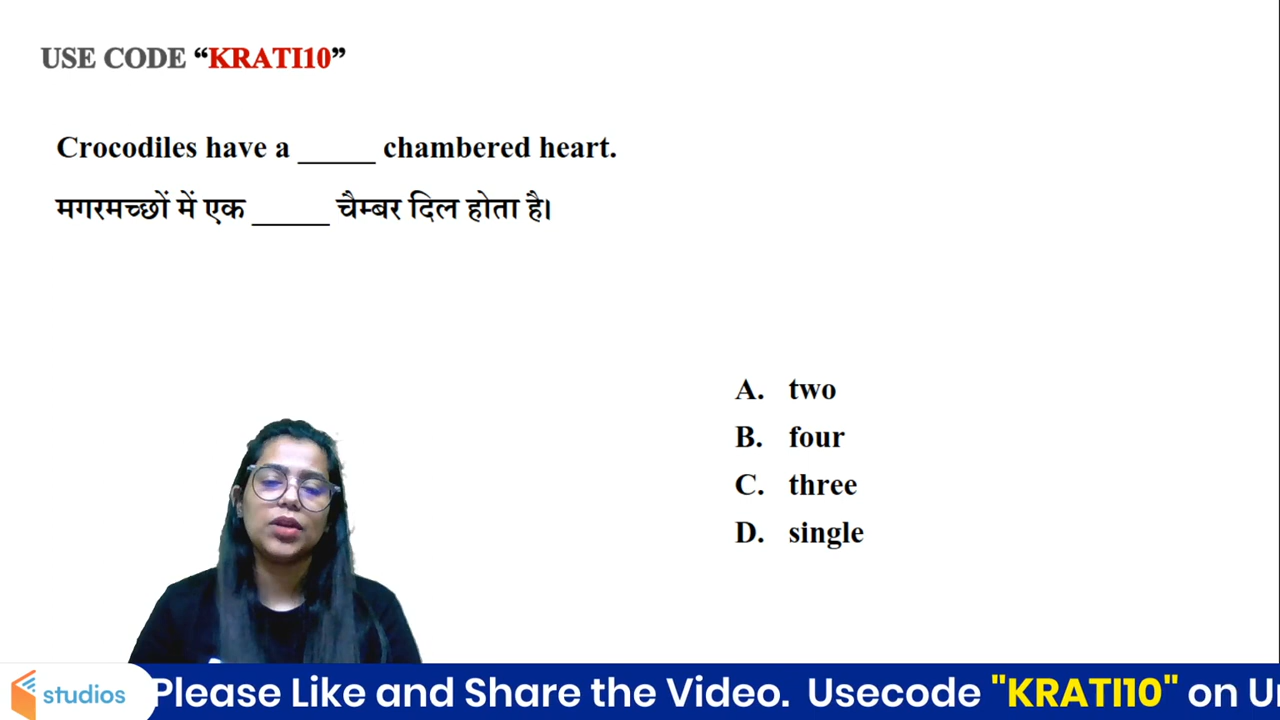 USE CODE “KRATI10”
Crocodiles have a _____ chambered heart.
मगरमच्छों में एक _____ चैम्बर दिल होता है।
A. two
B. four
C. three
D. single
studios
Please Like and Share the Video. Usecode "KRATI10" on